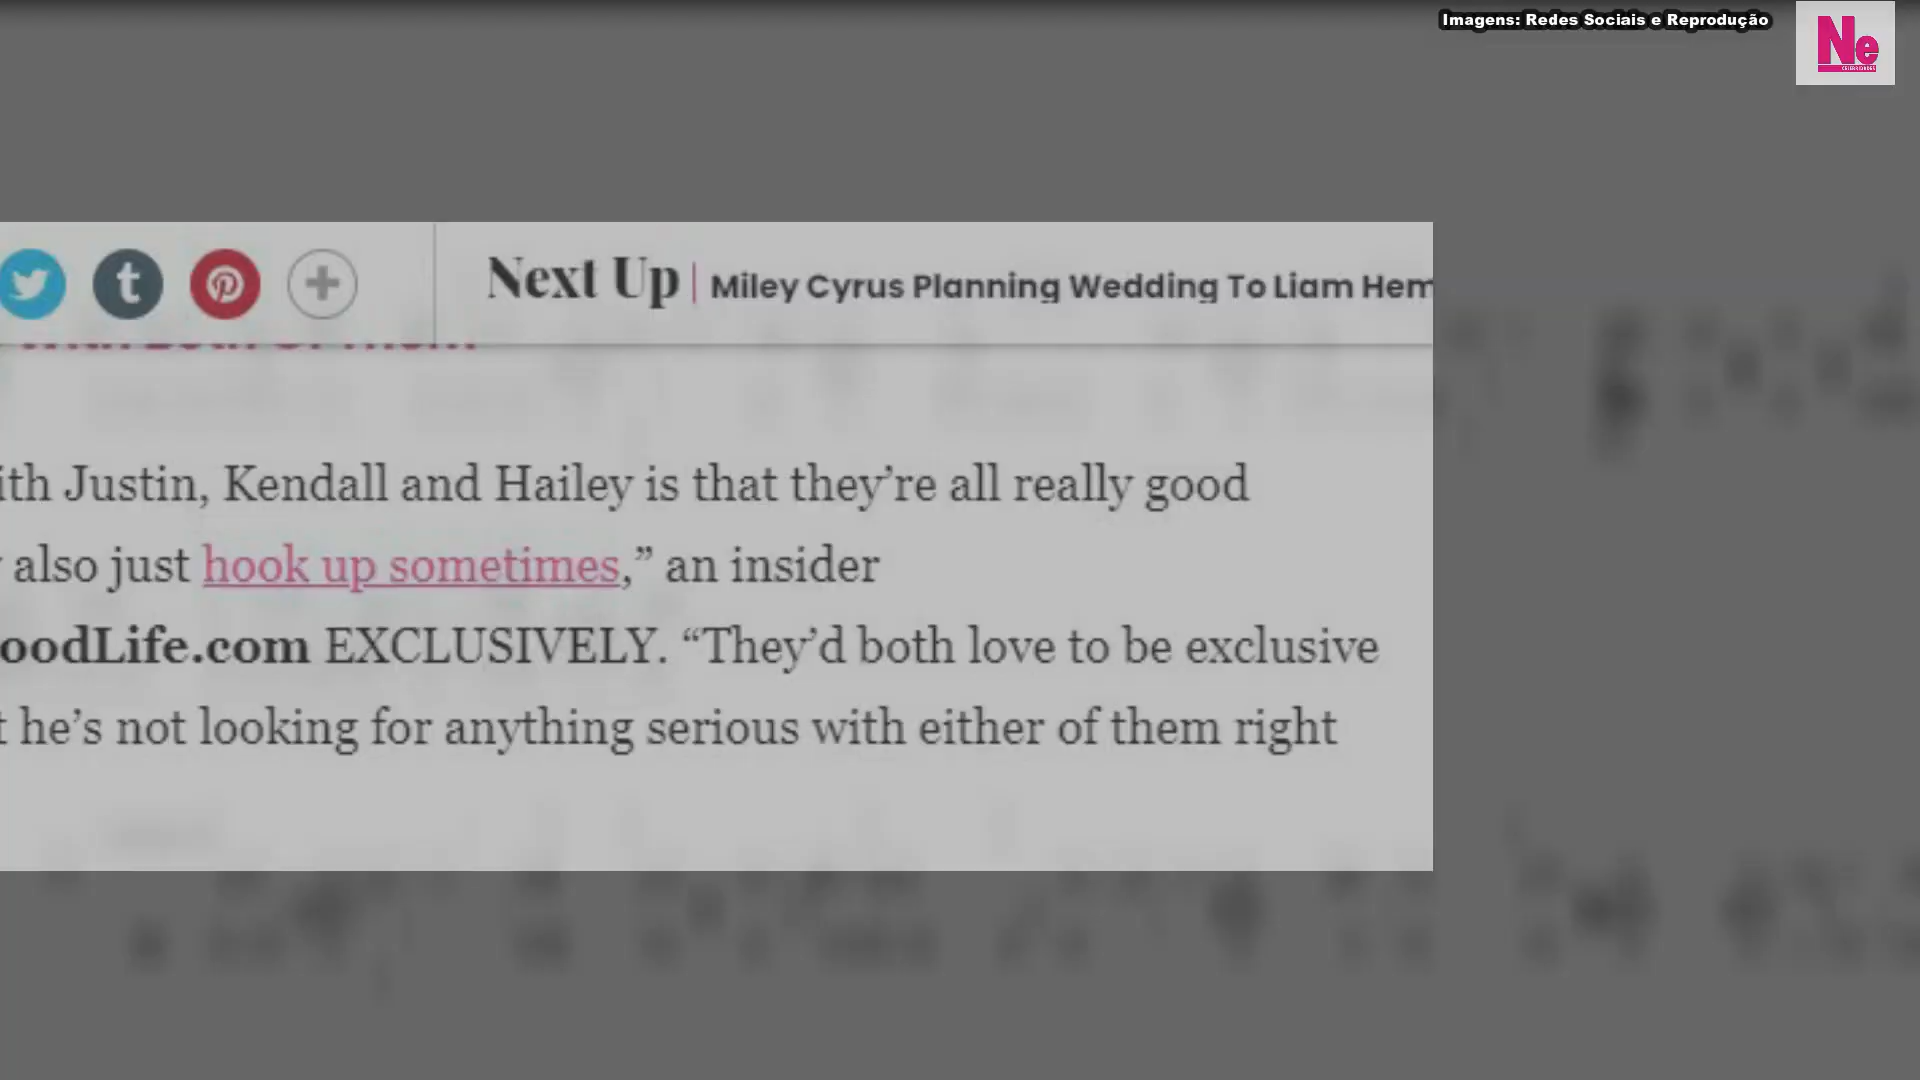 Imagens: Redes Sociais e Reprodução
Ne
CELEBRIDADES
Next Up | Miley Cyrus Planning Wedding To Liam Hem
ith Justin, Kendall and Hailey is that they’re all really good
also just hook up sometimes,” an insider
oodLife.com EXCLUSIVELY. “They’d both love to be exclusive
t he’s not looking for anything serious with either of them right